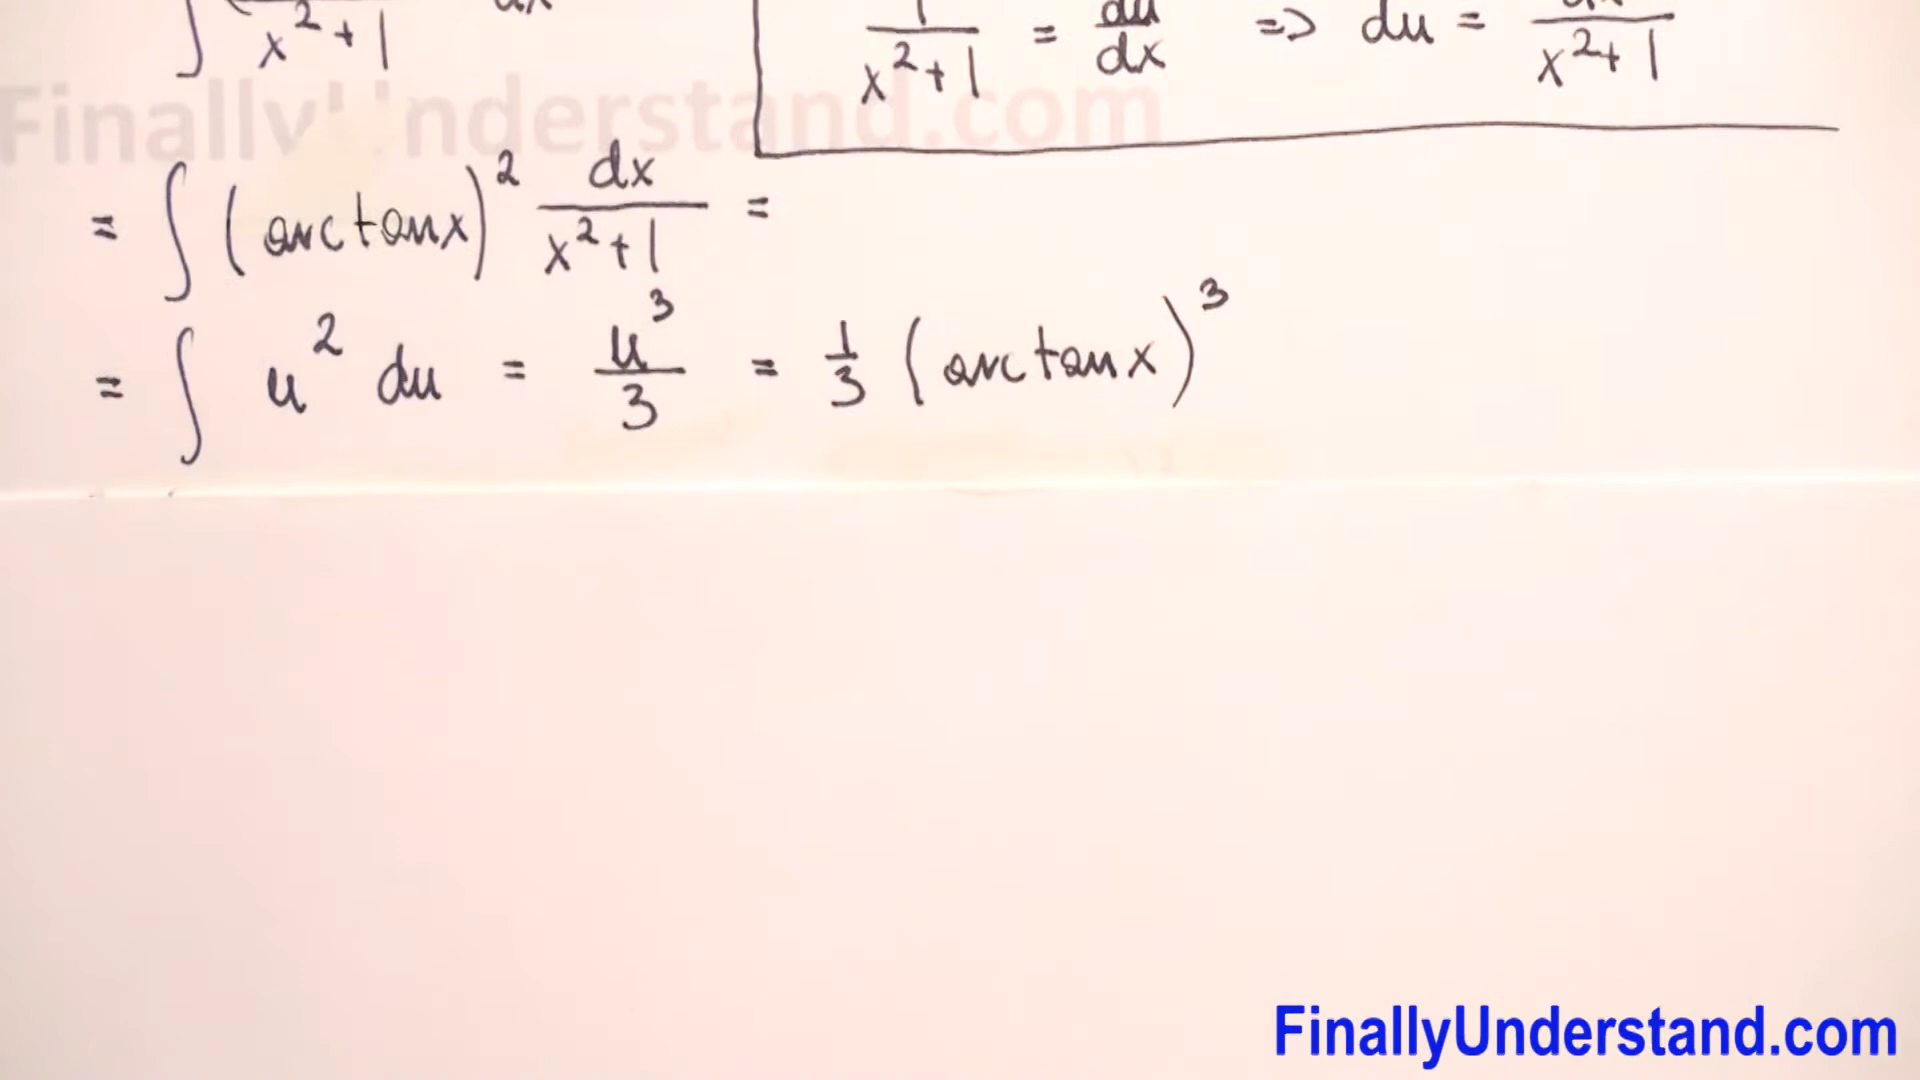 ∫ x²+1 dx
1/(x²+1) = du/dx => du = dx/(x²+1)
FinallyUnderstand.com
= ∫ (arctanx)² dx/(x²+1) =
= ∫ u² du = u³/3 = 1/3 (arctanx)³
FinallyUnderstand.com